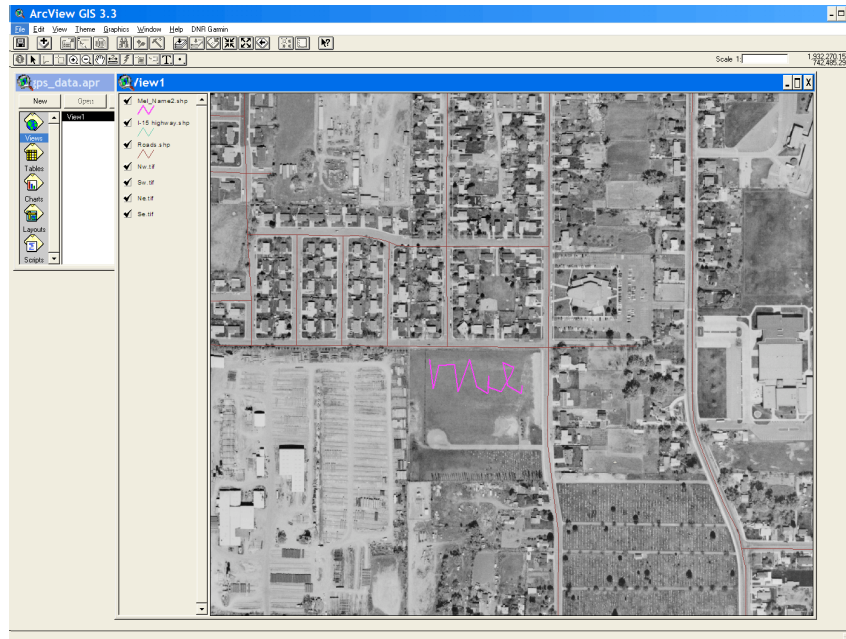 ArcView GIS 3.3
File Edit View Theme Graphics Window Help DNR Garmin
Scale 1:
1,932,270.15
742,485.29
gps_data.apr
New Open
Views
Tables
Charts
Layouts
Scripts
View1
View1
Mel_Name2.shp
I-15 highway.shp
Roads.shp
Nw.tif
Sw.tif
Ne.tif
Se.tif